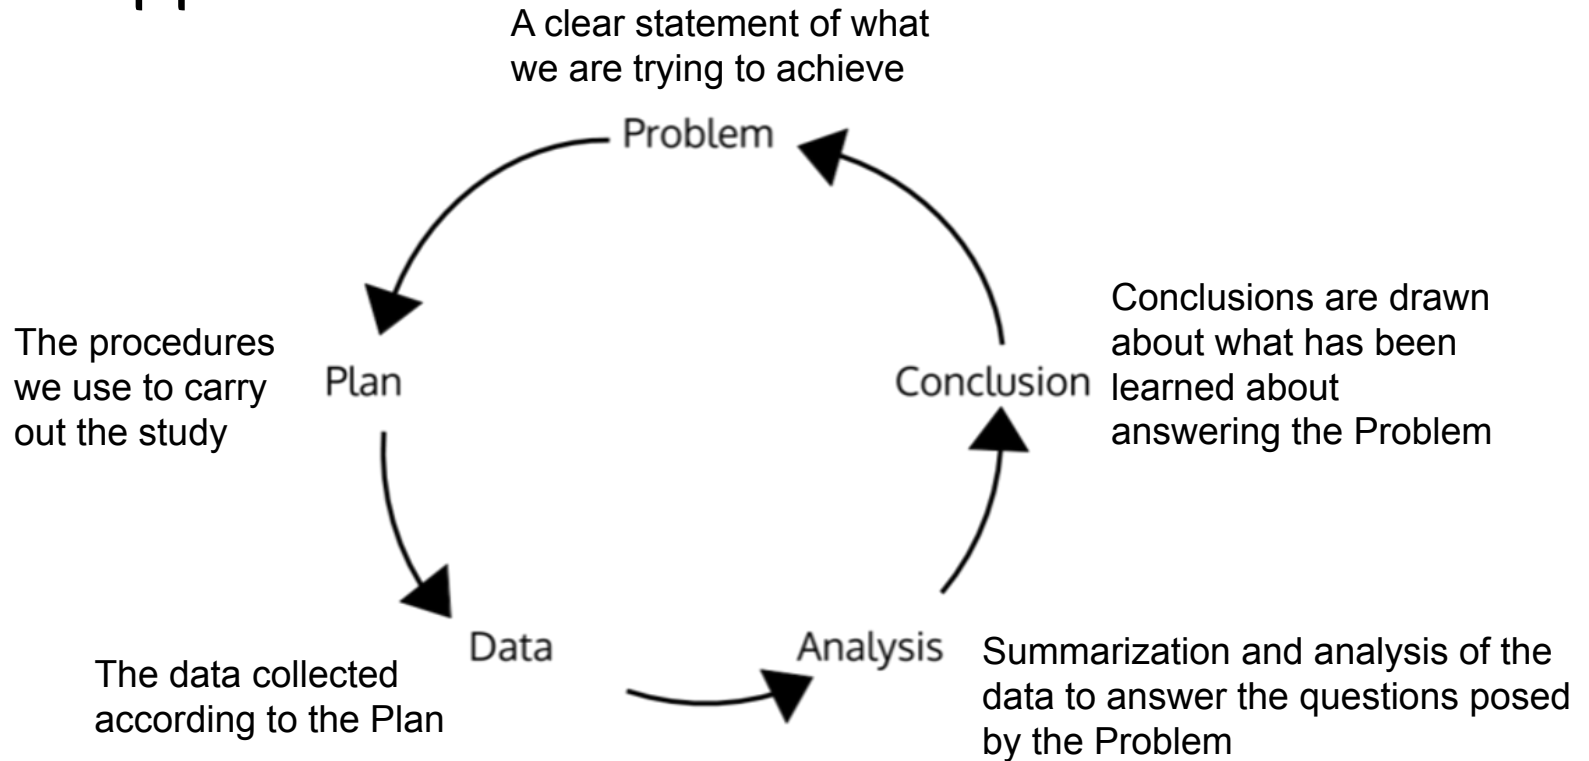 A clear statement of what
we are trying to achieve
Problem
The procedures
we use to carry
out the study
Plan
Conclusion
Conclusions are drawn
about what has been
learned about
answering the Problem
Data
The data collected
according to the Plan
Analysis
Summarization and analysis of the
data to answer the questions posed
by the Problem